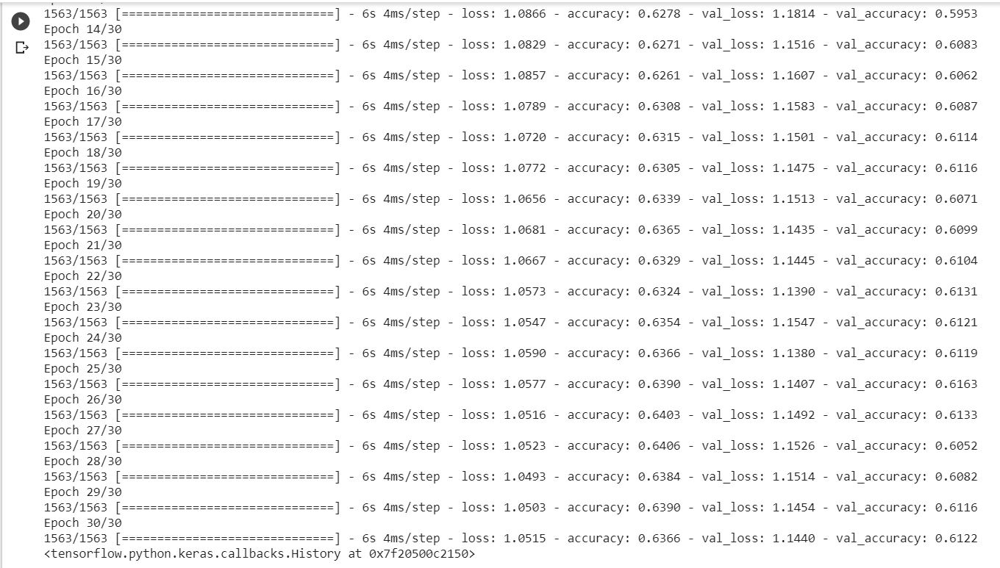 1563/1563 [==============================] - 6s 4ms/step - loss: 1.0866 - accuracy: 0.6278 - val_loss: 1.1814 - val_accuracy: 0.5953
Epoch 14/30
1563/1563 [==============================] - 6s 4ms/step - loss: 1.0829 - accuracy: 0.6271 - val_loss: 1.1516 - val_accuracy: 0.6083
Epoch 15/30
1563/1563 [==============================] - 6s 4ms/step - loss: 1.0857 - accuracy: 0.6261 - val_loss: 1.1607 - val_accuracy: 0.6062
Epoch 16/30
1563/1563 [==============================] - 6s 4ms/step - loss: 1.0789 - accuracy: 0.6308 - val_loss: 1.1583 - val_accuracy: 0.6087
Epoch 17/30
1563/1563 [==============================] - 6s 4ms/step - loss: 1.0720 - accuracy: 0.6315 - val_loss: 1.1501 - val_accuracy: 0.6114
Epoch 18/30
1563/1563 [==============================] - 6s 4ms/step - loss: 1.0772 - accuracy: 0.6305 - val_loss: 1.1475 - val_accuracy: 0.6116
Epoch 19/30
1563/1563 [==============================] - 6s 4ms/step - loss: 1.0656 - accuracy: 0.6339 - val_loss: 1.1513 - val_accuracy: 0.6071
Epoch 20/30
1563/1563 [==============================] - 6s 4ms/step - loss: 1.0681 - accuracy: 0.6365 - val_loss: 1.1435 - val_accuracy: 0.6099
Epoch 21/30
1563/1563 [==============================] - 6s 4ms/step - loss: 1.0667 - accuracy: 0.6329 - val_loss: 1.1445 - val_accuracy: 0.6104
Epoch 22/30
1563/1563 [==============================] - 6s 4ms/step - loss: 1.0573 - accuracy: 0.6324 - val_loss: 1.1390 - val_accuracy: 0.6131
Epoch 23/30
1563/1563 [==============================] - 6s 4ms/step - loss: 1.0547 - accuracy: 0.6354 - val_loss: 1.1547 - val_accuracy: 0.6121
Epoch 24/30
1563/1563 [==============================] - 6s 4ms/step - loss: 1.0590 - accuracy: 0.6366 - val_loss: 1.1380 - val_accuracy: 0.6119
Epoch 25/30
1563/1563 [==============================] - 6s 4ms/step - loss: 1.0577 - accuracy: 0.6390 - val_loss: 1.1407 - val_accuracy: 0.6163
Epoch 26/30
1563/1563 [==============================] - 6s 4ms/step - loss: 1.0516 - accuracy: 0.6403 - val_loss: 1.1492 - val_accuracy: 0.6133
Epoch 27/30
1563/1563 [==============================] - 6s 4ms/step - loss: 1.0523 - accuracy: 0.6406 - val_loss: 1.1526 - val_accuracy: 0.6052
Epoch 28/30
1563/1563 [==============================] - 6s 4ms/step - loss: 1.0493 - accuracy: 0.6384 - val_loss: 1.1514 - val_accuracy: 0.6082
Epoch 29/30
1563/1563 [==============================] - 6s 4ms/step - loss: 1.0503 - accuracy: 0.6390 - val_loss: 1.1454 - val_accuracy: 0.6116
Epoch 30/30
1563/1563 [==============================] - 6s 4ms/step - loss: 1.0515 - accuracy: 0.6366 - val_loss: 1.1440 - val_accuracy: 0.6122
<tensorflow.python.keras.callbacks.History at 0x7f20500c2150>